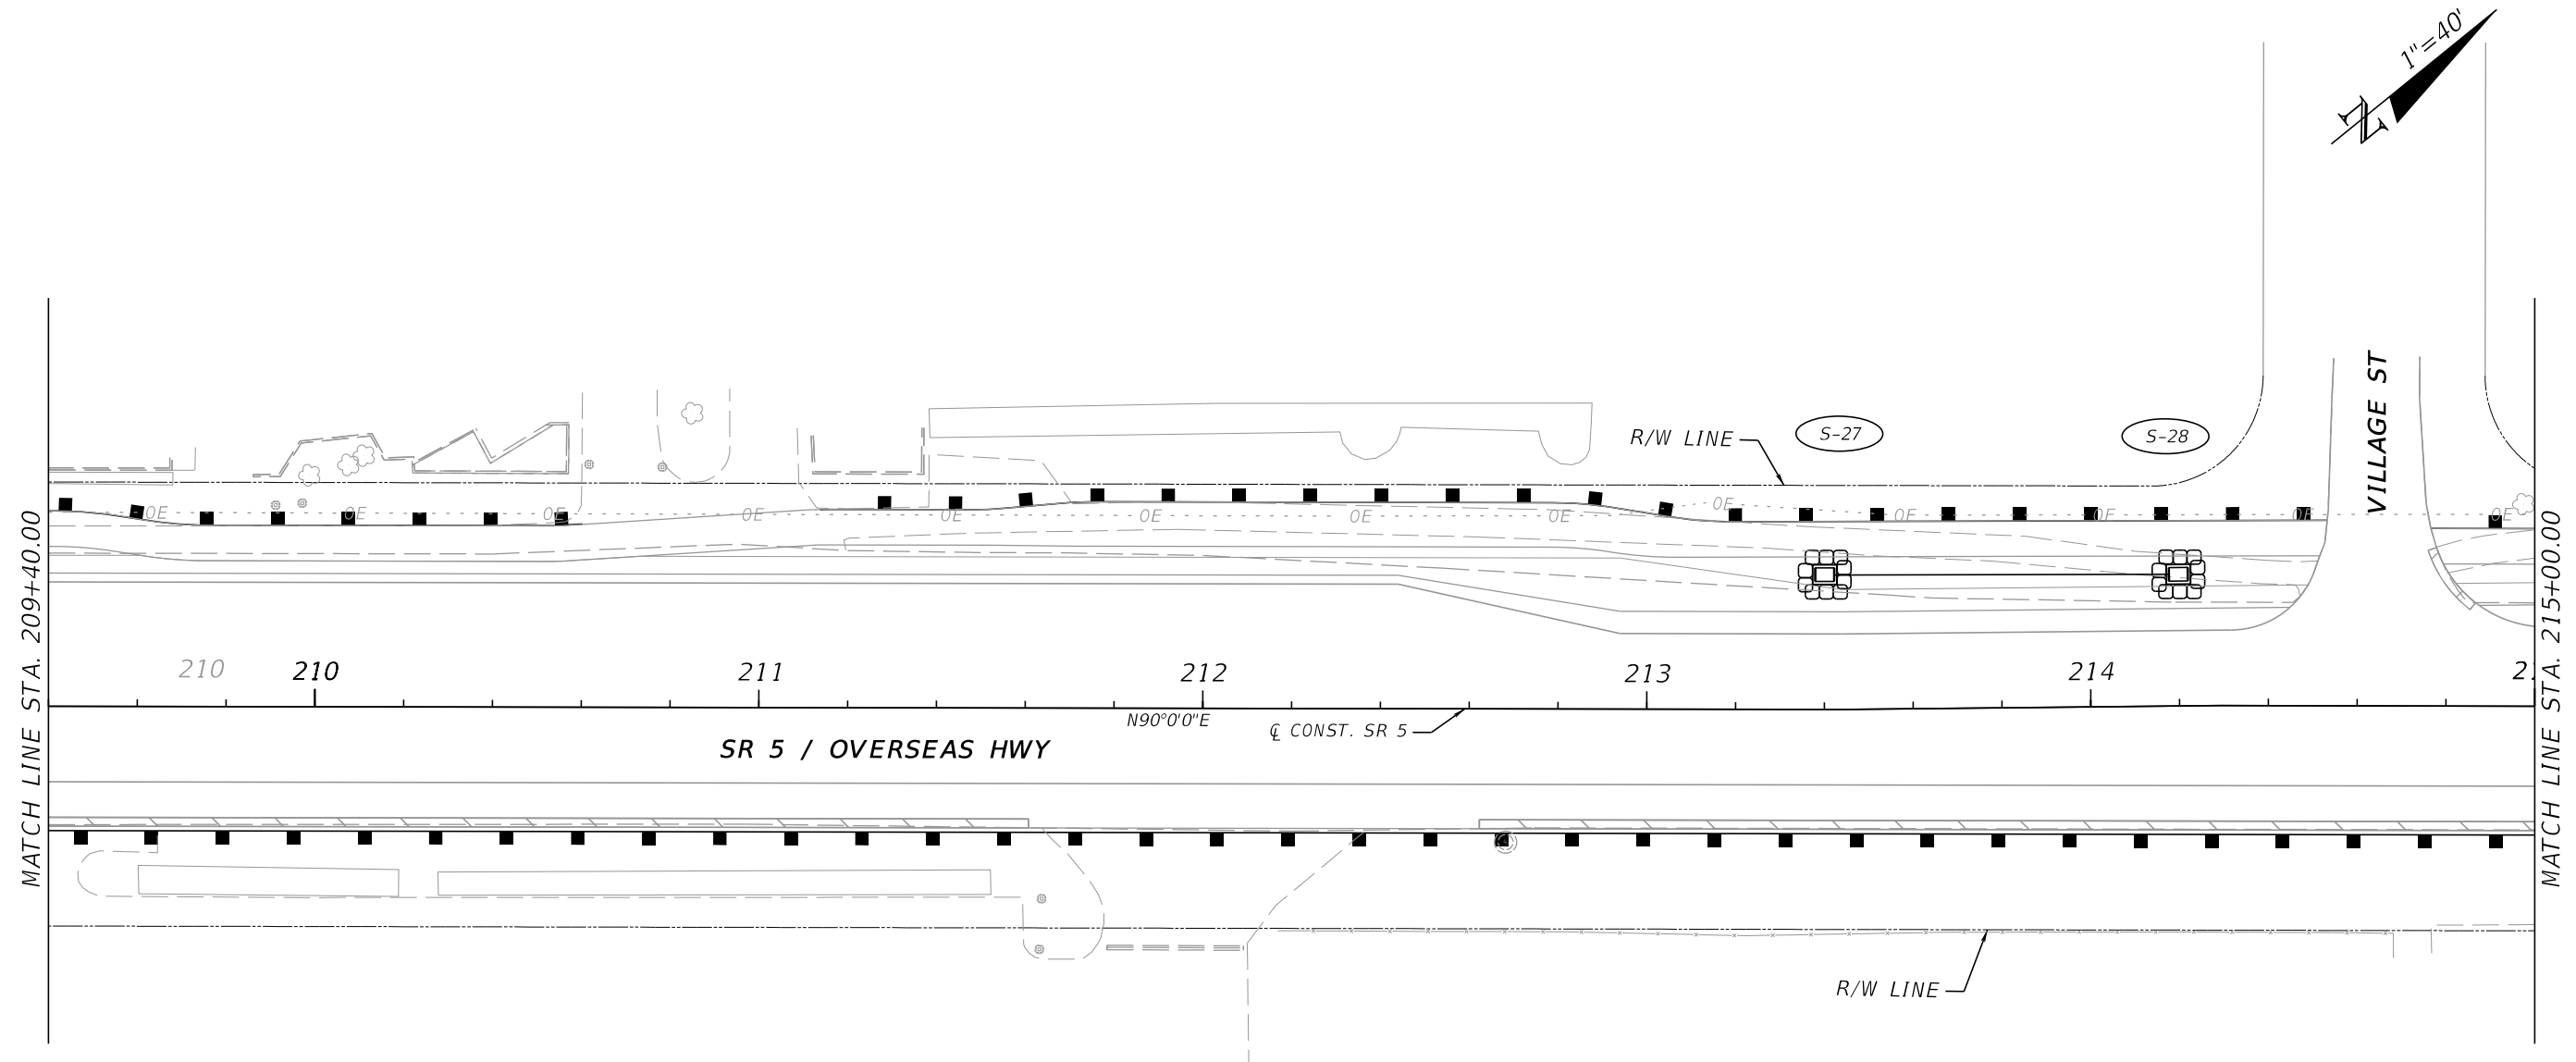 1"=40'
N
R/W LINE
S-27
S-28
VILLAGE ST
OE OE OE OE OE OE OE OE OE OE OE OE OE
MATCH LINE STA. 209+40.00
MATCH LINE STA. 215+00.00
210 210 211 212 213 214 21
N90°0'0"E
℄ CONST. SR 5
SR 5 / OVERSEAS HWY
R/W LINE